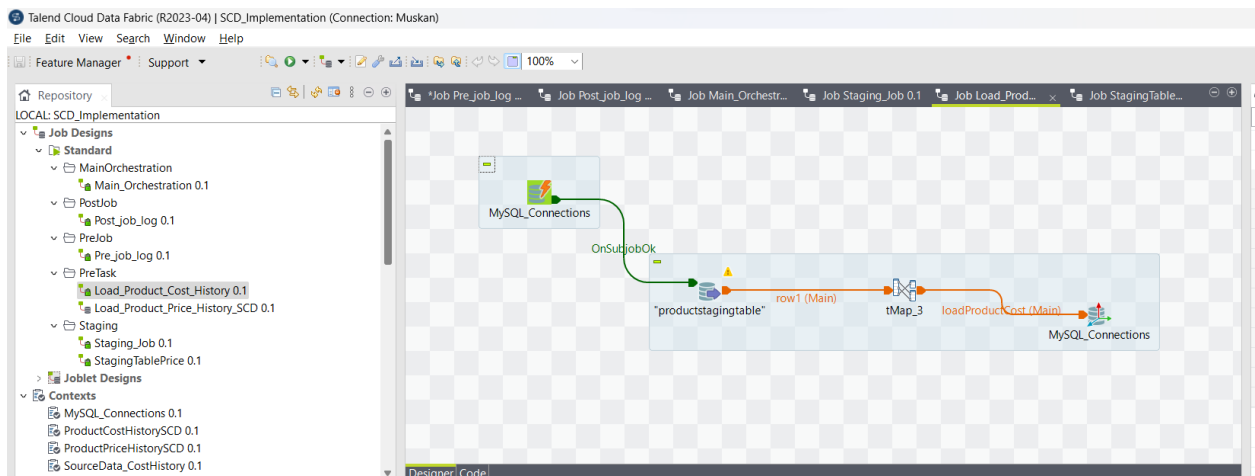 Talend Cloud Data Fabric (R2023-04) | SCD_Implementation (Connection: Muskan)
File Edit View Search Window Help
Feature Manager Support 100%
Repository
LOCAL: SCD_Implementation
Job Designs
Standard
MainOrchestration
Main_Orchestration 0.1
PostJob
Post_job_log 0.1
PreJob
Pre_job_log 0.1
PreTask
Load_Product_Cost_History 0.1
Load_Product_Price_History_SCD 0.1
Staging
Staging_Job 0.1
StagingTablePrice 0.1
Joblet Designs
Contexts
MySQL_Connections 0.1
ProductCostHistorySCD 0.1
ProductPriceHistorySCD 0.1
SourceData_CostHistory 0.1
*Job Pre_job_log ... Job Post_job_log ... Job Main_Orchestr... Job Staging_Job 0.1 Job Load_Prod... Job StagingTable...
MySQL_Connections
OnSubjobOk
"productstagingtable"
row1 (Main)
tMap_3
loadProductCost (Main)
MySQL_Connections
Designer Code